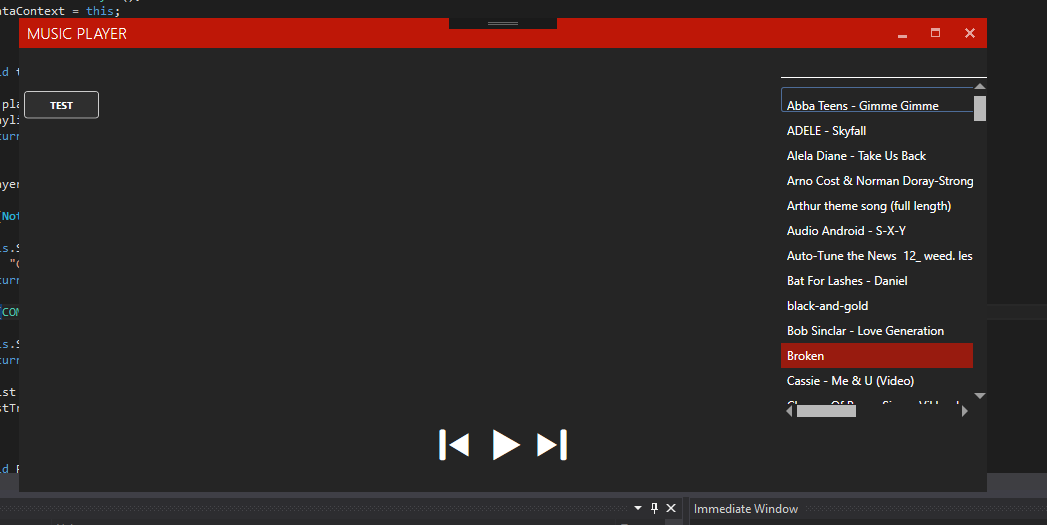 ataContext = this;
MUSIC PLAYER
TEST
Abba Teens - Gimme Gimme
ADELE - Skyfall
Alela Diane - Take Us Back
Arno Cost & Norman Doray-Strong
Arthur theme song (full length)
Audio Android - S-X-Y
Auto-Tune the News 12_ weed. les
Bat For Lashes - Daniel
black-and-gold
Bob Sinclar - Love Generation
Broken
Cassie - Me & U (Video)
Immediate Window